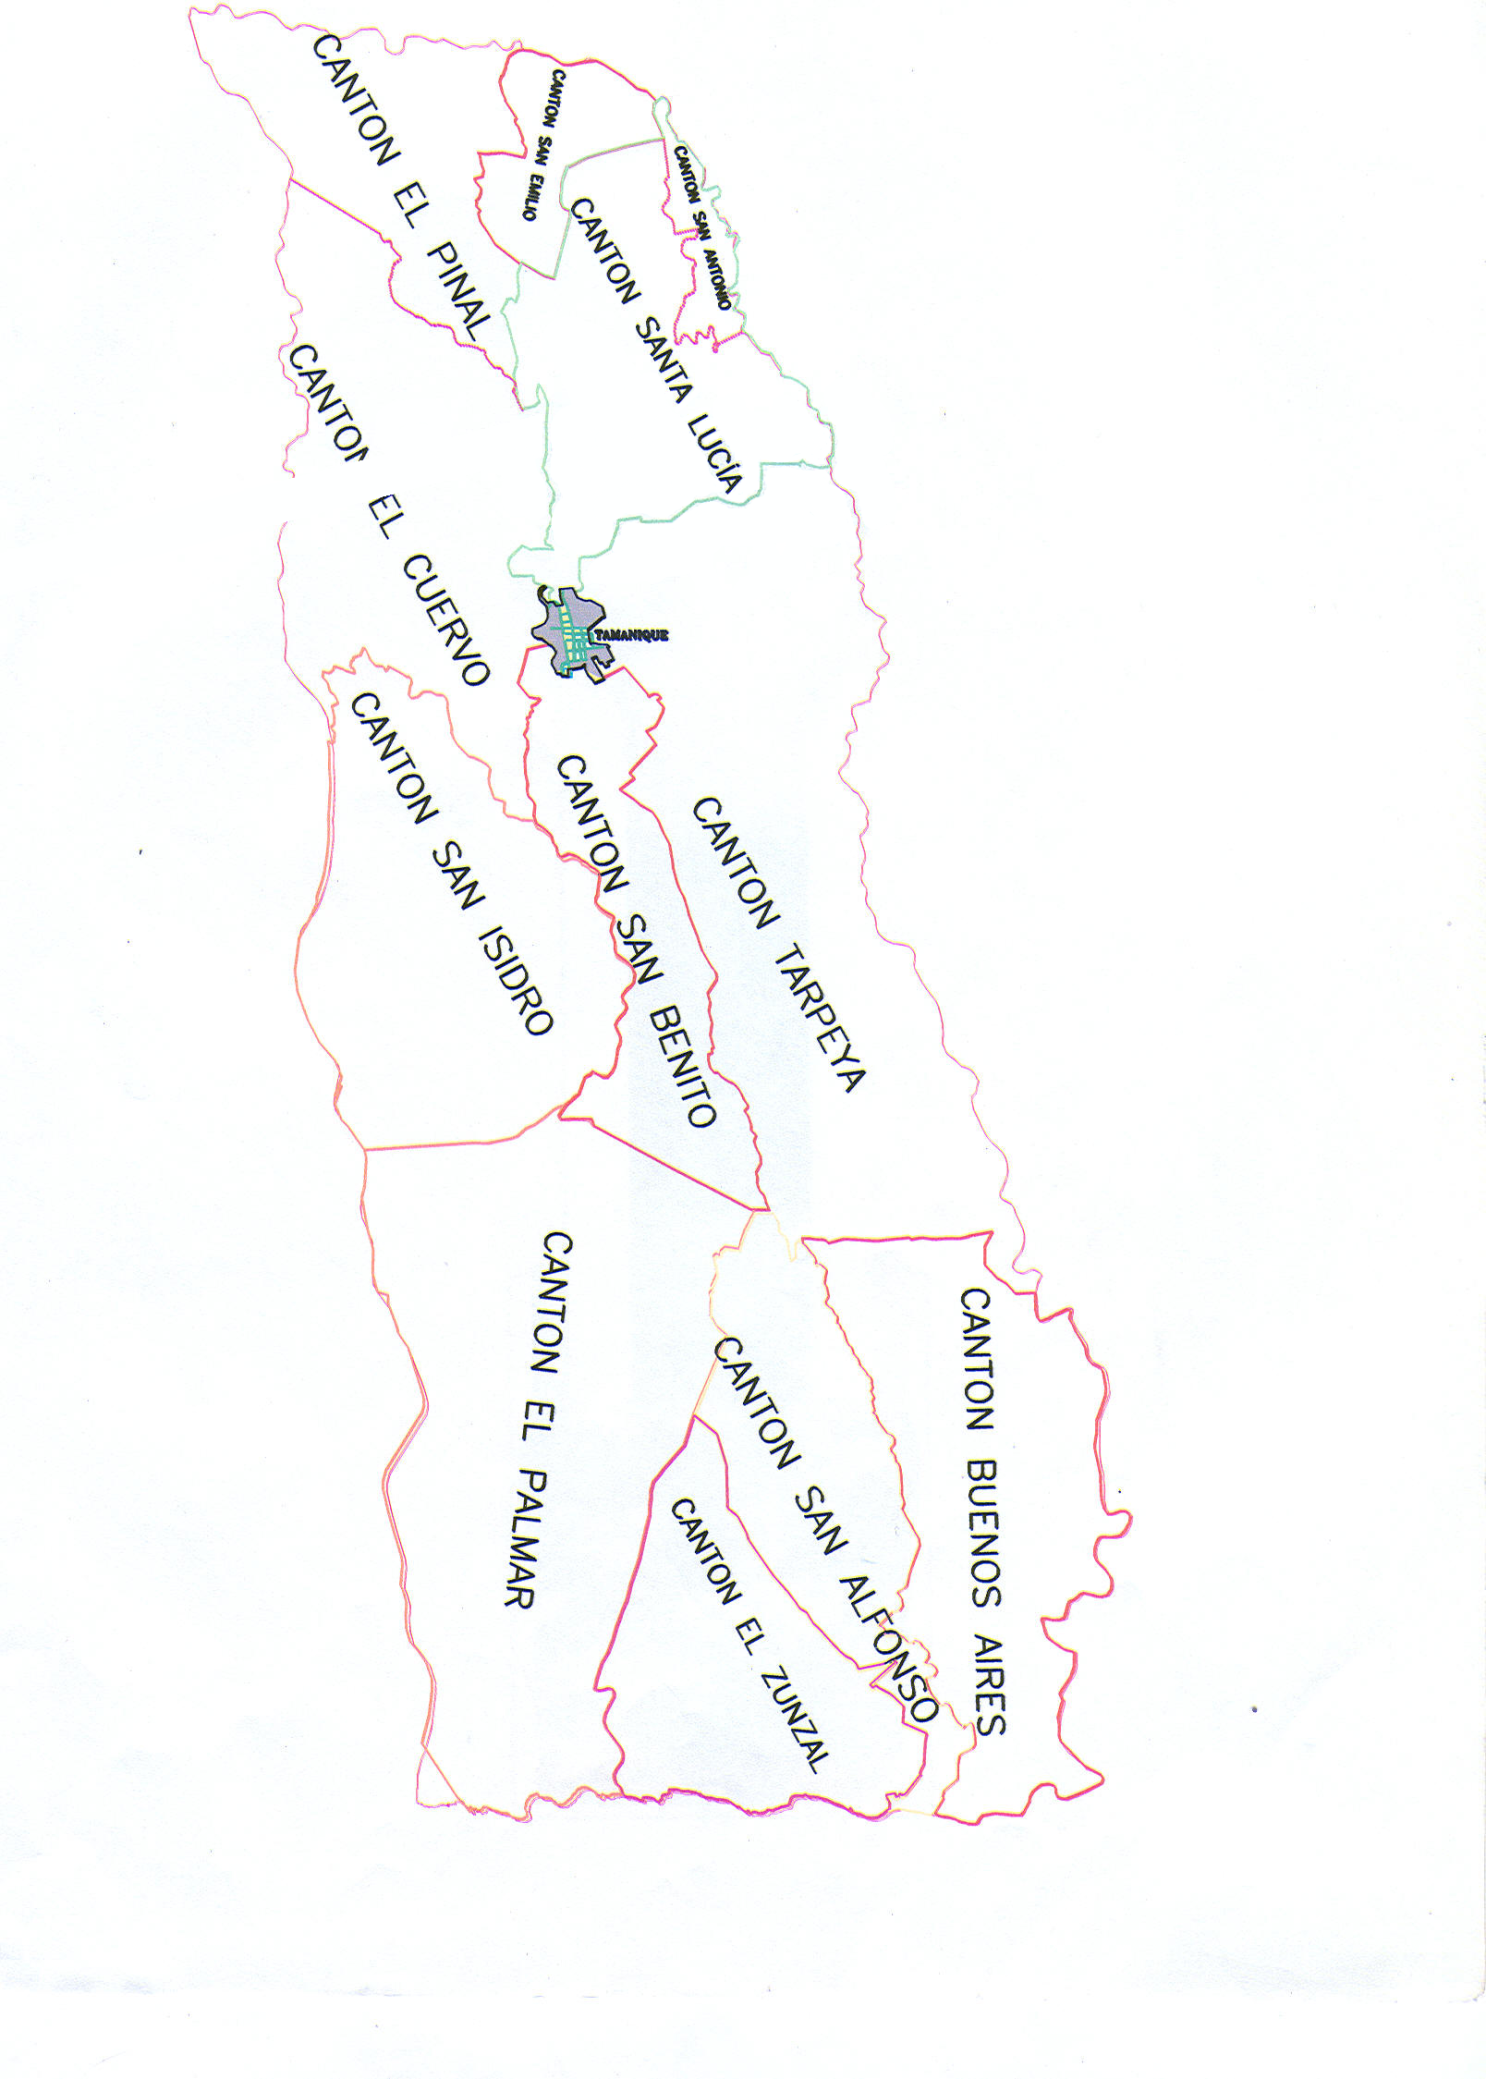 CANTON EL PINAL
CANTON SAN EMILIO
CANTON SAN ANTONIO
CANTON SANTA LUCÍA
CANTON EL CUERVO
TAMANIQUE
CANTON SAN ISIDRO
CANTON SAN BENITO
CANTON TARPEYA
CANTON EL PALMAR
CANTON SAN ALFONSO
CANTON BUENOS AIRES
CANTON EL ZUNZAL